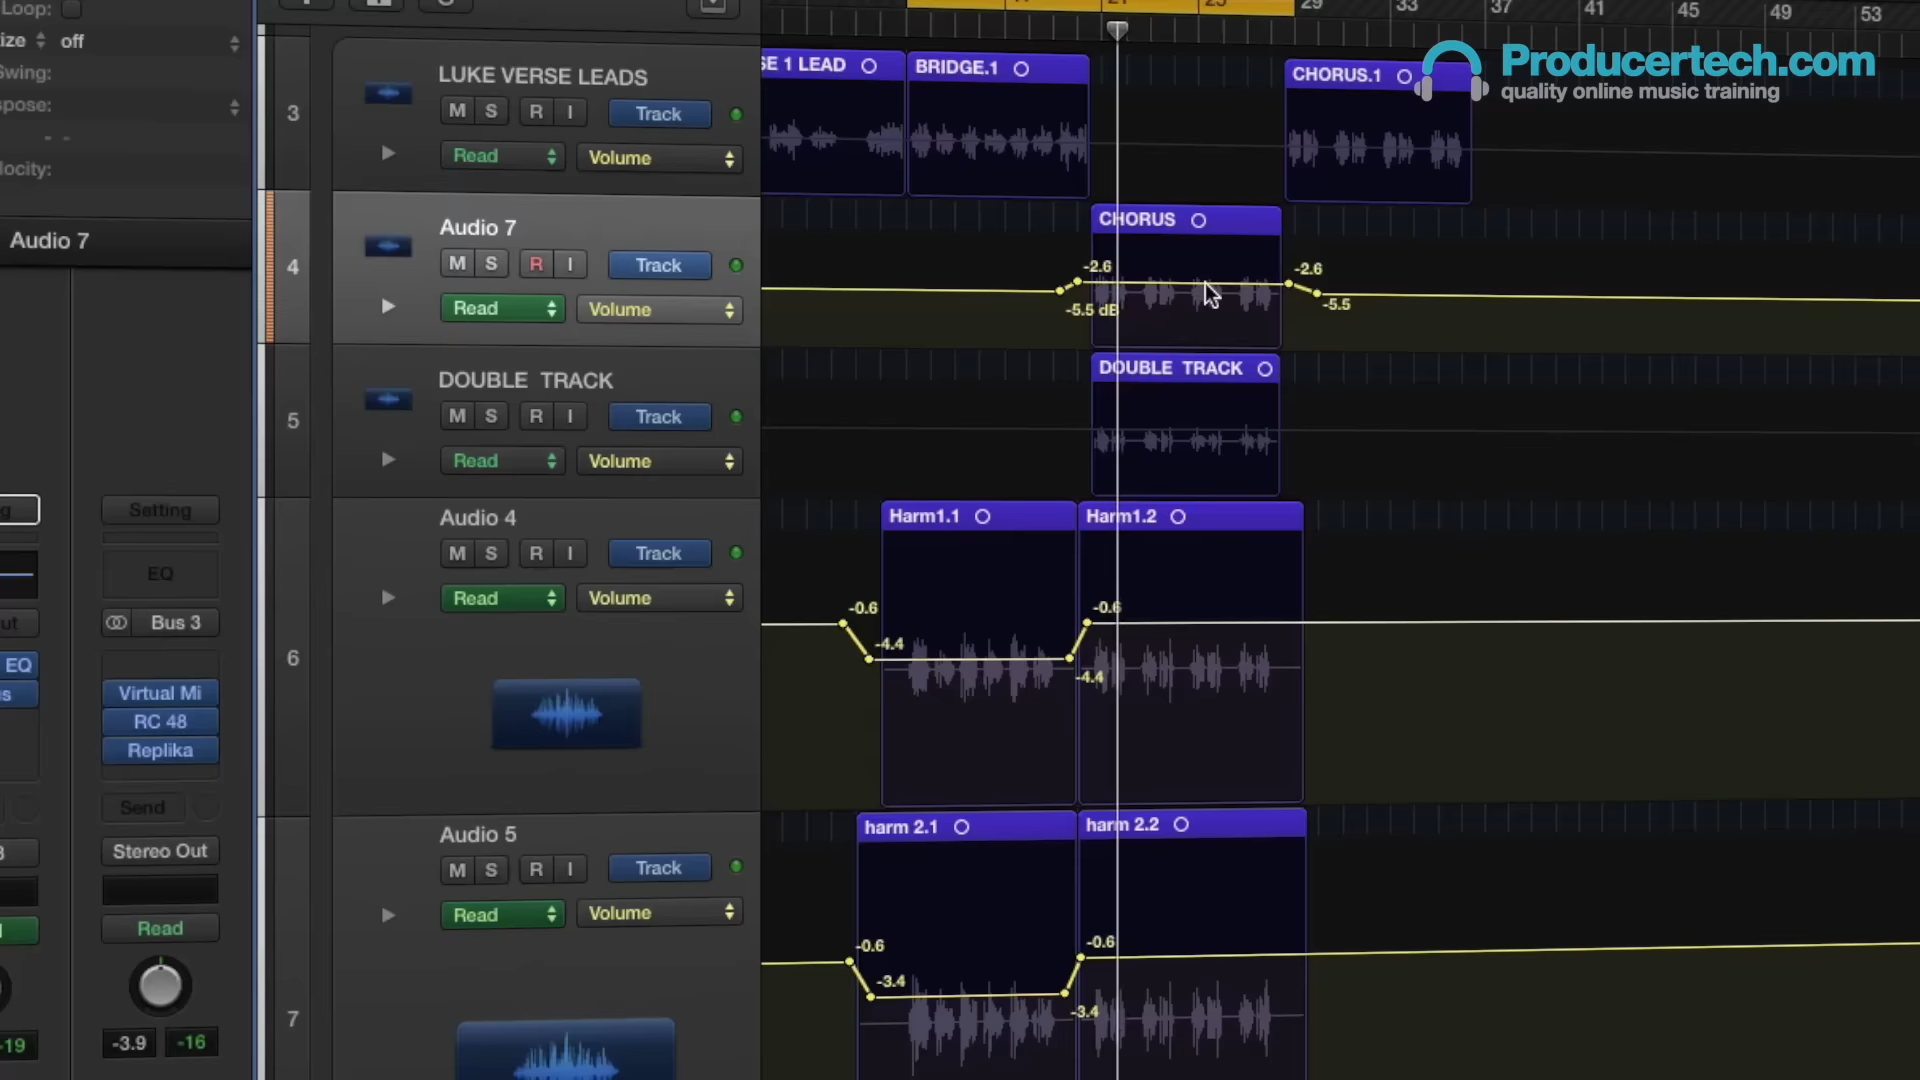 Loop:
off
Swing:
Audio 7
Setting
EQ
Bus 3
EQ
Virtual Mi
RC 48
Replika
Send
Stereo Out
Read
-3.9
-16
-19
29
33
37
41
45
49
53
Producertech.com
quality online music training
3
LUKE VERSE LEADS
M S R I Track
Read Volume
SE 1 LEAD
BRIDGE.1
CHORUS.1
4
Audio 7
M S R I Track
Read Volume
CHORUS
-2.6
-5.5 dB
-2.6
-5.5
5
DOUBLE TRACK
M S R I Track
Read Volume
DOUBLE TRACK
6
Audio 4
M S R I Track
Read Volume
Harm1.1
Harm1.2
-0.6
-4.4
-0.6
-4.4
7
Audio 5
M S R I Track
Read Volume
harm 2.1
harm 2.2
-0.6
-3.4
-0.6
-3.4